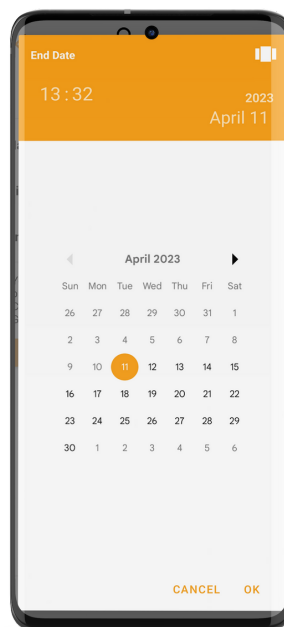 End Date
13:32
2023
April 11
April 2023
Sun Mon Tue Wed Thu Fri Sat
26 27 28 29 30 31 1
2 3 4 5 6 7 8
9 10 11 12 13 14 15
16 17 18 19 20 21 22
23 24 25 26 27 28 29
30 1 2 3 4 5 6
CANCEL OK